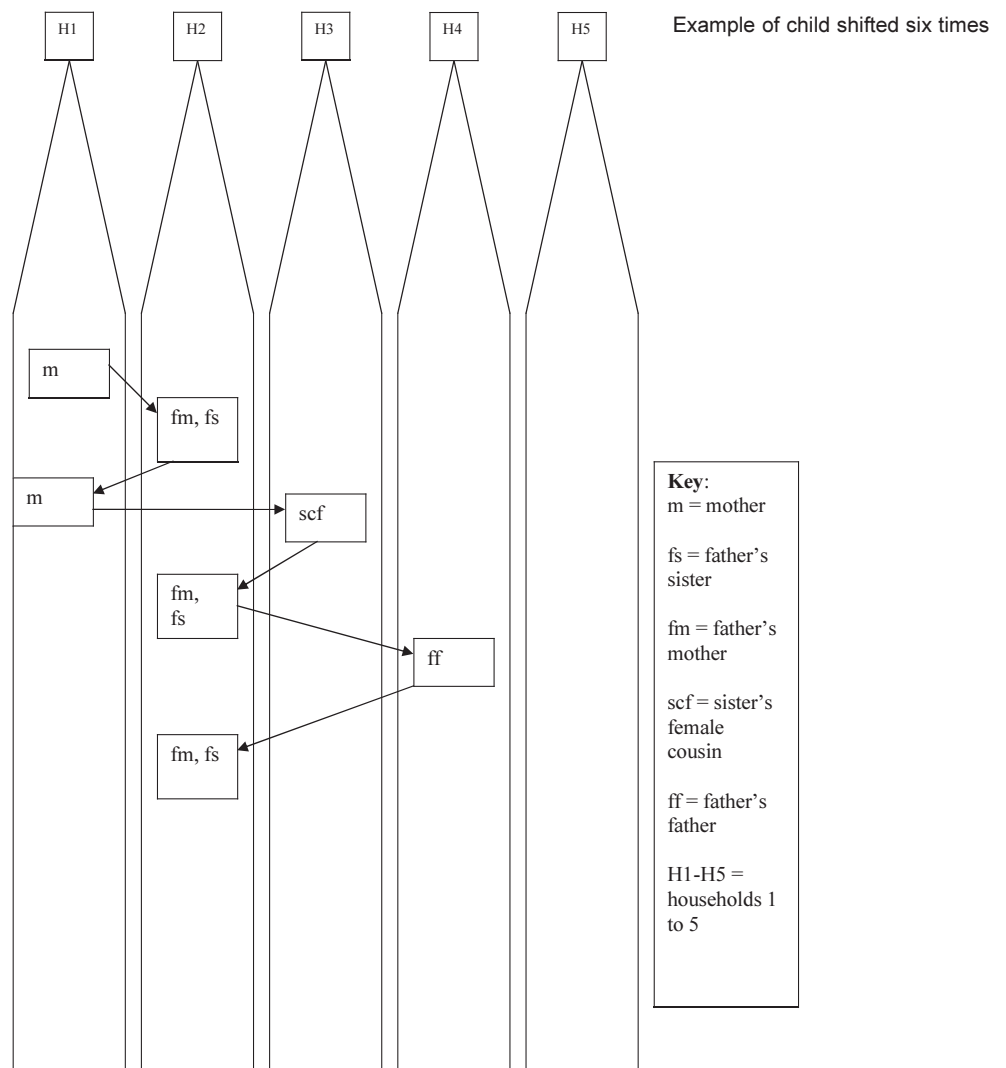 H1 H2 H3 H4 H5
Example of child shifted six times
m
fm, fs
m
scf
fm,
fs
ff
fm, fs
Key:
m = mother
fs = father’s
sister
fm = father’s
mother
scf = sister’s
female
cousin
ff = father’s
father
H1-H5 =
households 1
to 5